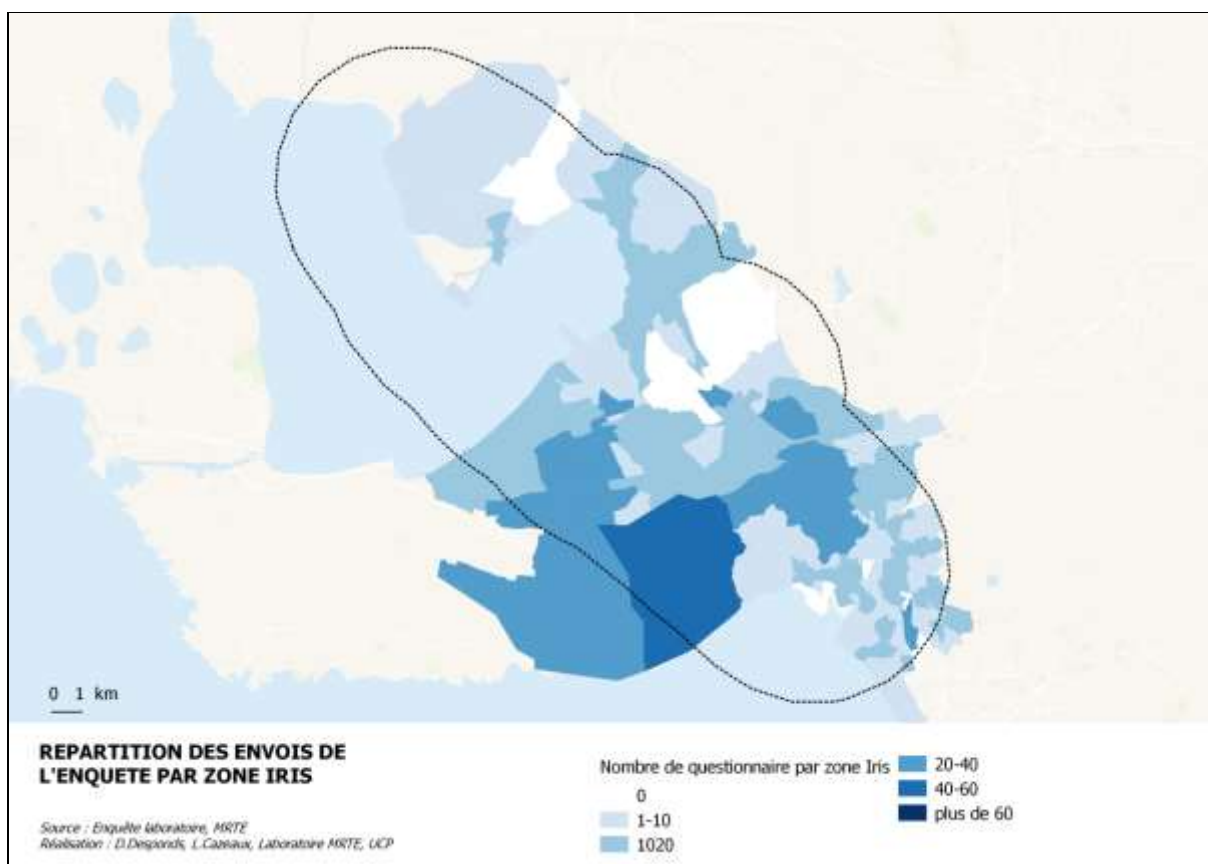 0 1 km
REPARTITION DES ENVOIS DE
L'ENQUETE PAR ZONE IRIS
Source : Enquête laboratoire, MRTE
Réalisation : D.Desponds, L.Cazeaux, Laboratoire MRTE, UCP
Nombre de questionnaire par zone Iris
0
1-10
1020
20-40
40-60
plus de 60